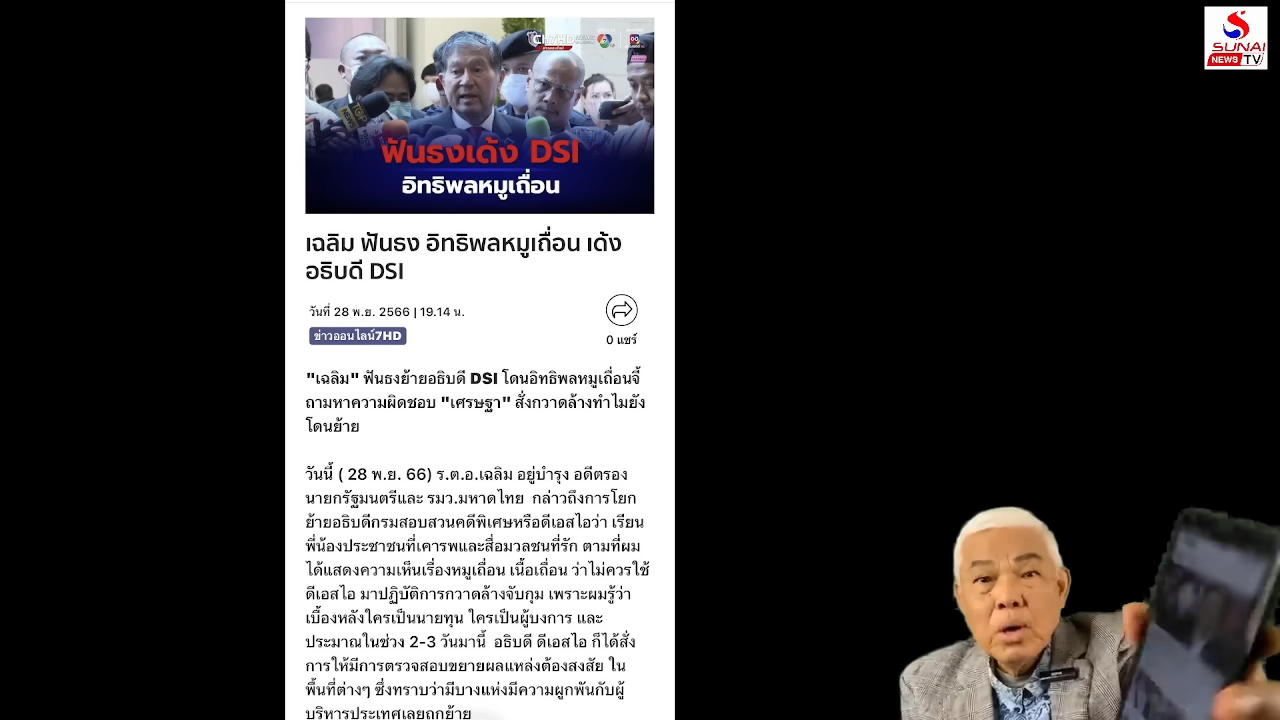 Ch7HD
ฟันธงเด้ง DSI
อิทธิพลหมูเถื่อน
SUNAI
NEWS TV
เฉลิม ฟันธง อิทธิพลหมูเถื่อน เด้ง
อธิบดี DSI
วันที่ 28 พ.ย. 2566 | 19.14 น.
ข่าวออนไลน์7HD
0 แชร์
"เฉลิม" ฟันธงย้ายอธิบดี DSI โดนอิทธิพลหมูเถื่อนจี้
ถามหาความผิดชอบ "เศรษฐา" สั่งกวาดล้างทำไมยัง
โดนย้าย
วันนี้ ( 28 พ.ย. 66) ร.ต.อ.เฉลิม อยู่บำรุง อดีตรอง
นายกรัฐมนตรีและ รมว.มหาดไทย กล่าวถึงการโยก
ย้ายอธิบดีกรมสอบสวนคดีพิเศษหรือดีเอสไอว่า เรียน
พี่น้องประชาชนที่เคารพและสื่อมวลชนที่รัก ตามที่ผม
ได้แสดงความเห็นเรื่องหมูเถื่อน เนื้อเถื่อน ว่าไม่ควรใช้
ดีเอสไอ มาปฏิบัติการกวาดล้างจับกุม เพราะผมรู้ว่า
เบื้องหลังใครเป็นนายทุน ใครเป็นผู้บงการ และ
ประมาณในช่วง 2-3 วันมานี้ อธิบดี ดีเอสไอ ก็ได้สั่ง
การให้มีการตรวจสอบขยายผลแหล่งต้องสงสัย ใน
พื้นที่ต่างๆ ซึ่งทราบว่ามีบางแห่งมีความผูกพันกับผู้
บริหารประเทศเลยถูกย้าย